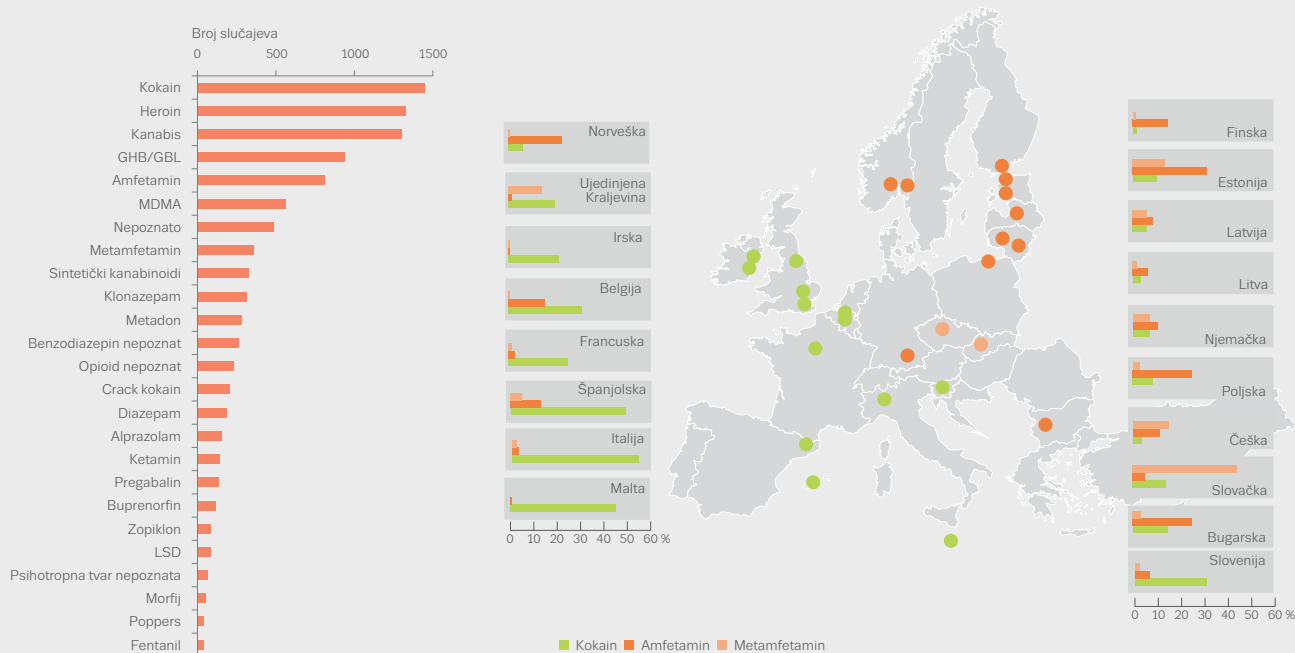 Broj slučajeva
0 500 1000 1500
Kokain
Heroin
Kanabis
GHB/GBL
Amfetamin
MDMA
Nepoznato
Metamfetamin
Sintetički kanabinoidi
Klonazepam
Metadon
Benzodiazepin nepoznat
Opioid nepoznat
Crack kokain
Diazepam
Alprazolam
Ketamin
Pregabalin
Buprenorfin
Zopiklon
LSD
Psihotropna tvar nepoznata
Morfij
Poppers
Fentanil
Norveška
Ujedinjena
Kraljevina
Irska
Belgija
Francuska
Španjolska
Italija
Malta
0 10 20 30 40 50 60 %
Finska
Estonija
Latvija
Litva
Njemačka
Poljska
Češka
Slovačka
Bugarska
Slovenija
0 10 20 30 40 50 60 %
Kokain Amfetamin Metamfetamin